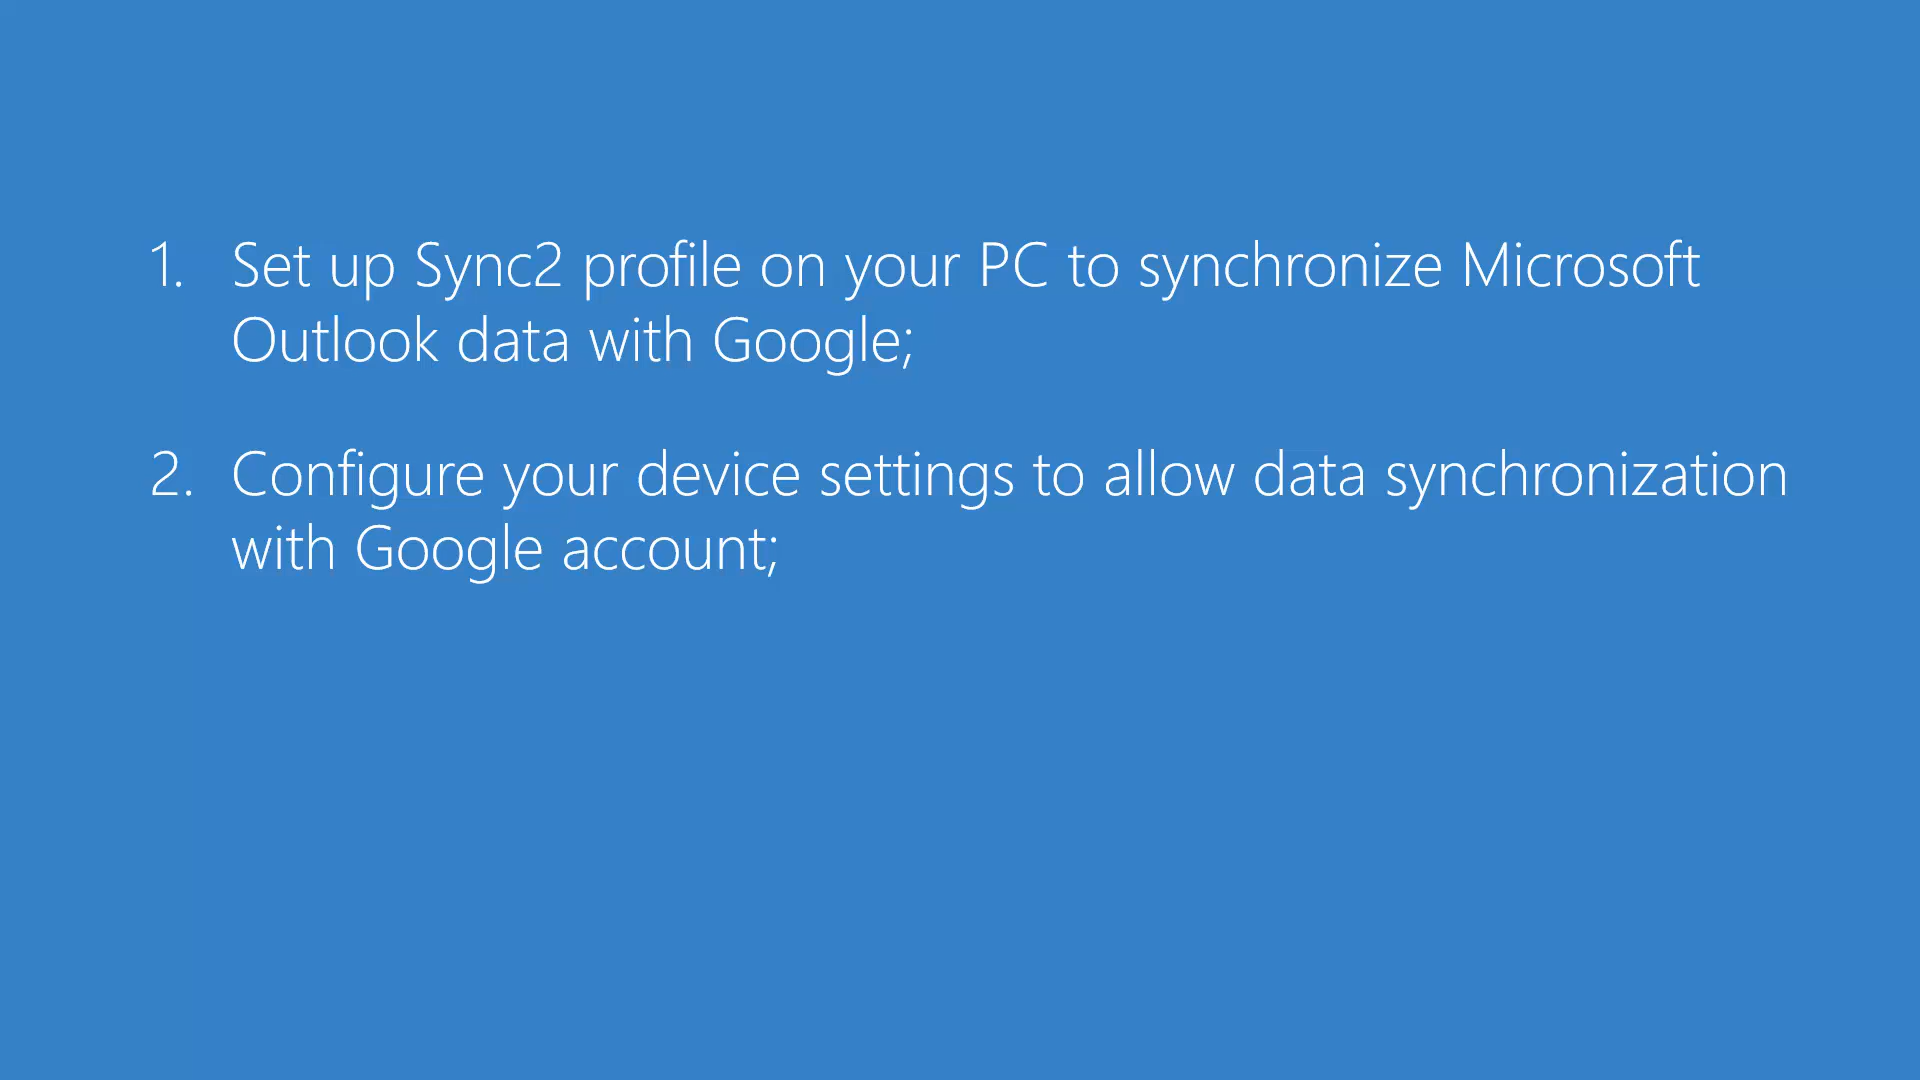 1. Set up Sync2 profile on your PC to synchronize Microsoft
Outlook data with Google;
2. Configure your device settings to allow data synchronization
with Google account;